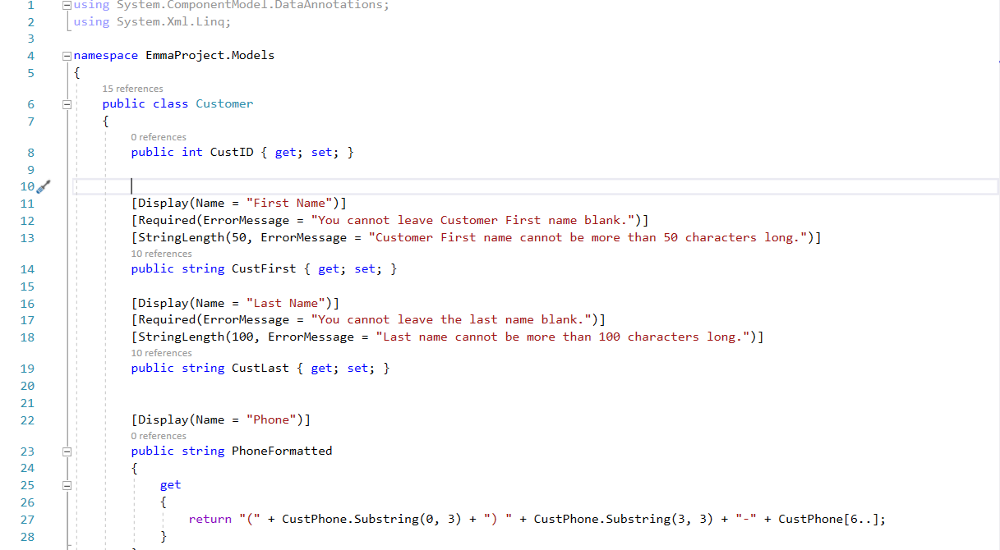 1 using System.ComponentModel.DataAnnotations;
2 using System.Xml.Linq;
3
4 namespace EmmaProject.Models
5 {
15 references
6 public class Customer
7 {
0 references
8 public int CustID { get; set; }
9
10
11 [Display(Name = "First Name")]
12 [Required(ErrorMessage = "You cannot leave Customer First name blank.")]
13 [StringLength(50, ErrorMessage = "Customer First name cannot be more than 50 characters long.")]
10 references
14 public string CustFirst { get; set; }
15
16 [Display(Name = "Last Name")]
17 [Required(ErrorMessage = "You cannot leave the last name blank.")]
18 [StringLength(100, ErrorMessage = "Last name cannot be more than 100 characters long.")]
10 references
19 public string CustLast { get; set; }
20
21
22 [Display(Name = "Phone")]
0 references
23 public string PhoneFormatted
24 {
25 get
26 {
27 return "(" + CustPhone.Substring(0, 3) + ") " + CustPhone.Substring(3, 3) + "-" + CustPhone[6..];
28 }